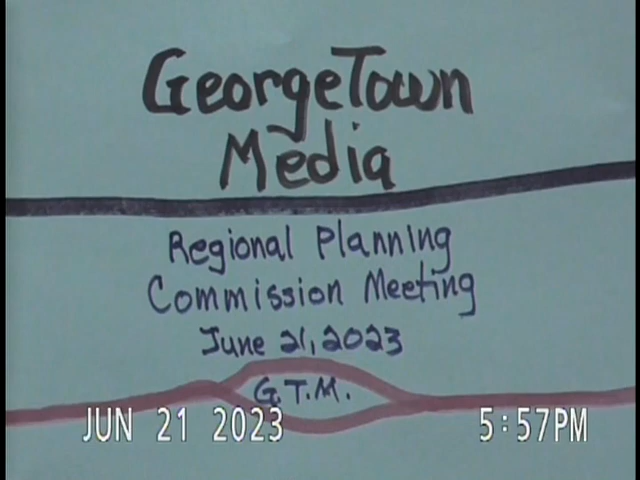 GeorgeTown
Media
Regional Planning
Commission Meeting
June 21, 2023
G.T.M.
JUN 21 2023 5:57PM